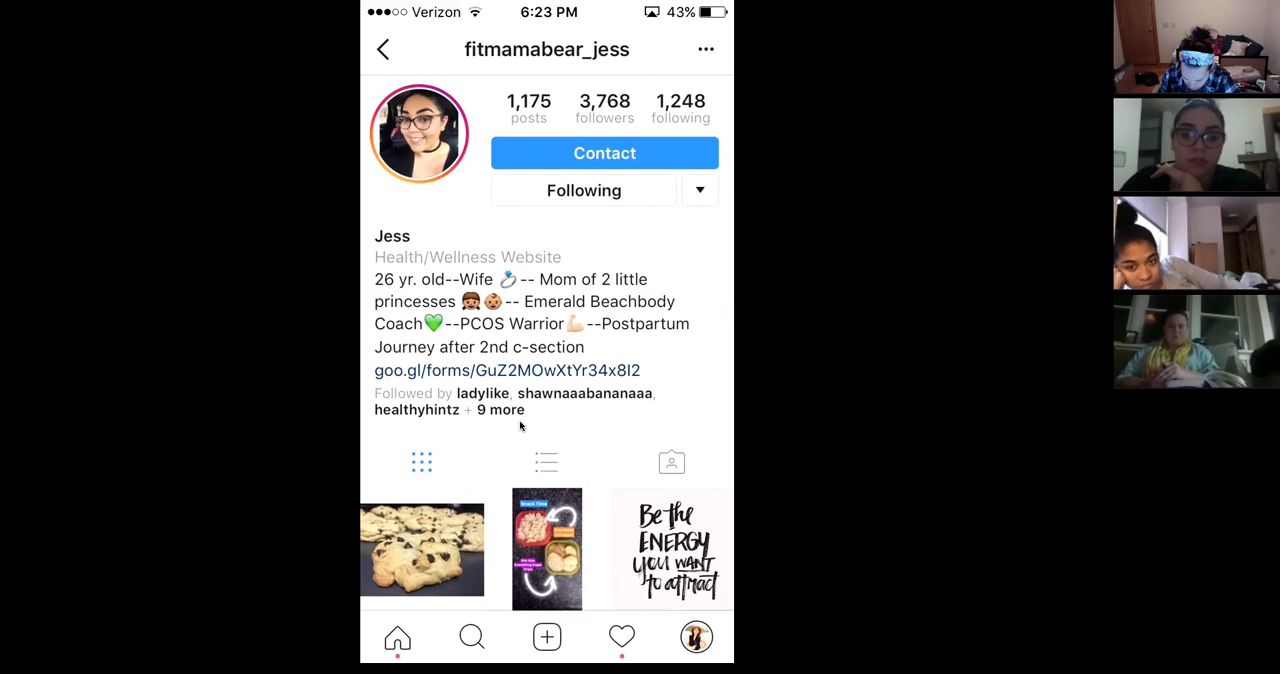 Verizon 6:23 PM 43%
fitmamabear_jess
1,175 3,768 1,248
posts followers following
Contact
Following
Jess
Health/Wellness Website
26 yr. old--Wife 💍-- Mom of 2 little
princesses 👧🏽👶🏽-- Emerald Beachbody
Coach💚--PCOS Warrior💪🏻--Postpartum
Journey after 2nd c-section
goo.gl/forms/GuZ2MOwXtYr34x8I2
Followed by ladylike, shawnaaabananaaa,
healthyhintz + 9 more
Snack Time
Be the
ENERGY
you WANT
to attract